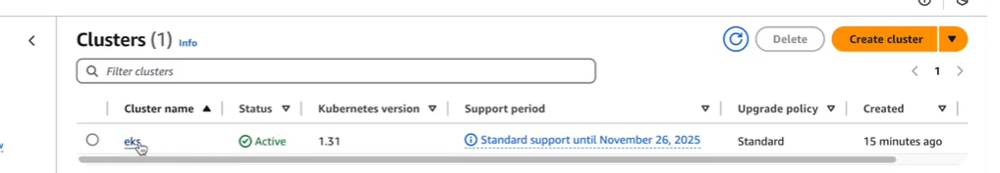 Clusters (1) Info
Delete
Create cluster
Filter clusters
1
Cluster name Status Kubernetes version Support period Upgrade policy Created
eks Active 1.31 Standard support until November 26, 2025 Standard 15 minutes ago